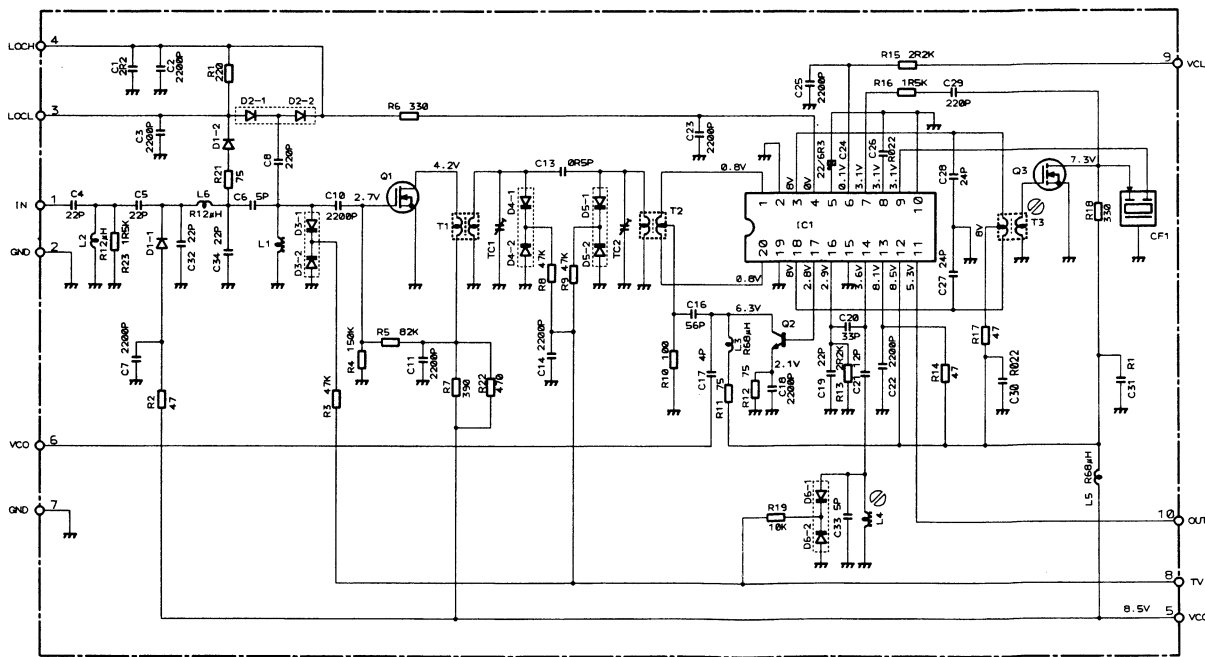 LOCH 4
C1 2R2
C2 2200P
R1 220
R15 2R2K
9 VCL
C25 2200P
R16 1R5K
C29 220P
LOCL 3
D2-1
D2-2
R6 330
C3 2200P
D1-2
C8 220P
C23 2200P
22/6R3
C24
0.1V
3.1V
C26 R022
3.1V
3.1V
8V
0V
R21 75
4.2V
C13 0R5P
0.8V
C28 24P
Q3
7.3V
IN 1
C4 22P
C5 22P
L6 R12µH
C6 5P
C10 2200P
2.7V
Q1
D4-1
D5-1
1 2 3 4 5 6 7 8 9 10
IC1
20 19 18 17 16 15 14 13 12 11
R18 330
CF1
L2 R12µH
R23 1R5K
D1-1
C32 22P
C34 22P
L1
D3-1
D3-2
T1
TC1
D4-2
D5-2
TC2
T2
8V
T3
GND 2
R8 47K
R9 47K
0.8V
8V
2.8V
2.9V
3.6V
8.1V
8.5V
5.3V
C27 24P
C7 2200P
R4 150K
R5 82K
C11 2200P
C14 2200P
C16 56P
6.3V
Q2
C20 33P
R17 47
R2 47
R3 47K
R7 390
R22 470
R10 100
C17 4P
L3 R68µH
R11 75
R12 75
2.1V
C18 2200P
C19 22P
R13 2R2K
C21 12P
C22 2200P
R14 47
C30 R022
C31 R1
VCO 6
L5 R68µH
GND 7
R19 10K
D6-1
D6-2
C33 5P
L4
10 OUT
8 TV
8.5V
5 VCC